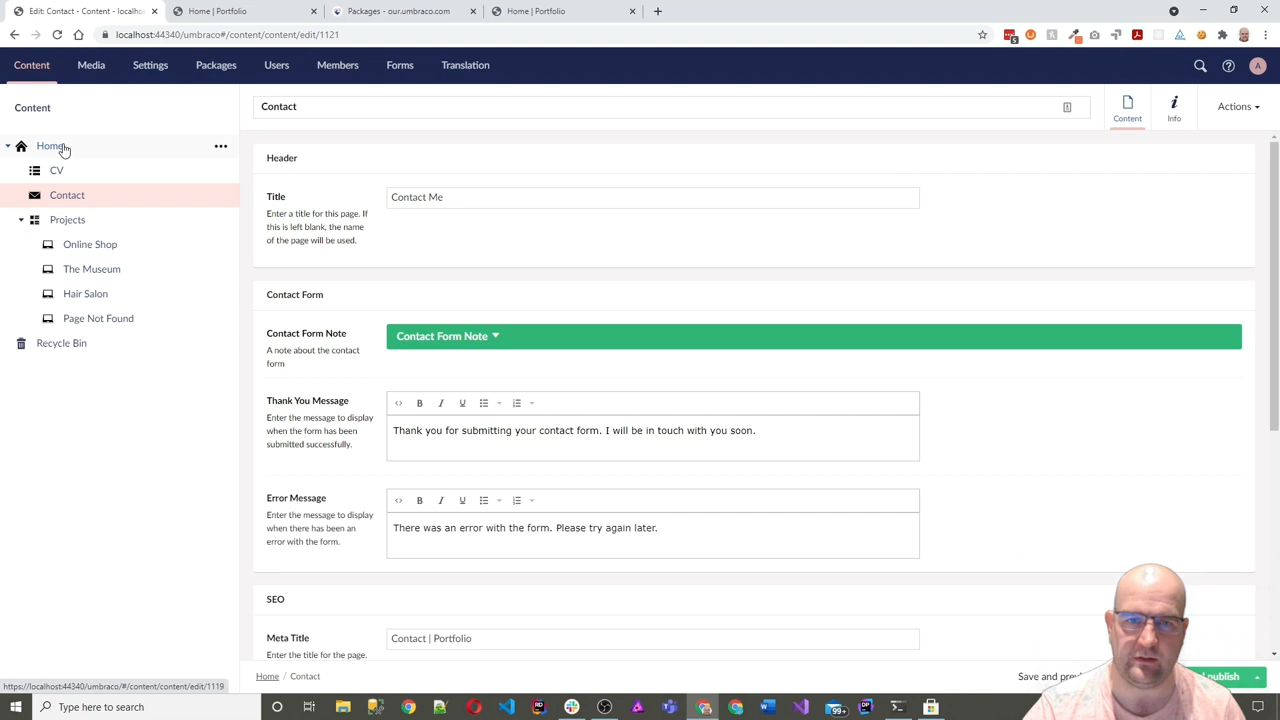 Edit: Contact - Content - localho
Home | Portfolio
Packages - our.umbraco.com
Home | Portfolio
localhost:44340/umbraco#/content/content/edit/1121
Content
Media
Settings
Packages
Users
Members
Forms
Translation
A
Content
Contact
Content
Info
Actions
Home
CV
Contact
Projects
Online Shop
The Museum
Hair Salon
Page Not Found
Recycle Bin
Header
Title
Enter a title for this page. If
this is left blank, the name
of the page will be used.
Contact Me
Contact Form
Contact Form Note
A note about the contact
form
Contact Form Note
Thank You Message
Enter the message to display
when the form has been
submitted successfully.
Thank you for submitting your contact form. I will be in touch with you soon.
Error Message
Enter the message to display
when there has been an
error with the form.
There was an error with the form. Please try again later.
SEO
Meta Title
Enter the title for the page.
Contact | Portfolio
Home / Contact
Save and
publish
https://localhost:44340/umbraco/#/content/content/edit/1119
Type here to search
99+